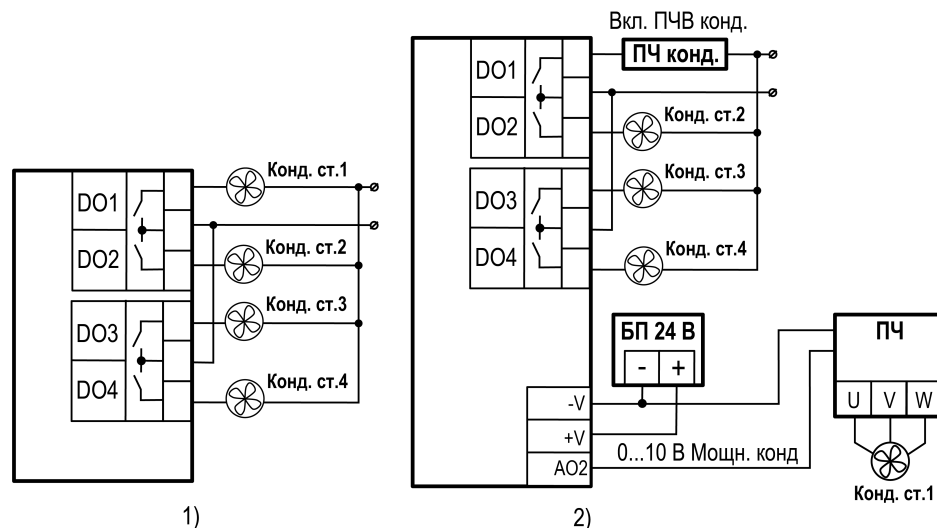 DO1
DO2
DO3
DO4
Конд. ст.1
Конд. ст.2
Конд. ст.3
Конд. ст.4
1)
Вкл. ПЧВ конд.
ПЧ конд.
DO1
DO2
DO3
DO4
Конд. ст.2
Конд. ст.3
Конд. ст.4
БП 24 В
- +
-V
+V
AO2
0...10 В Мощн. конд
ПЧ
U V W
Конд. ст.1
2)